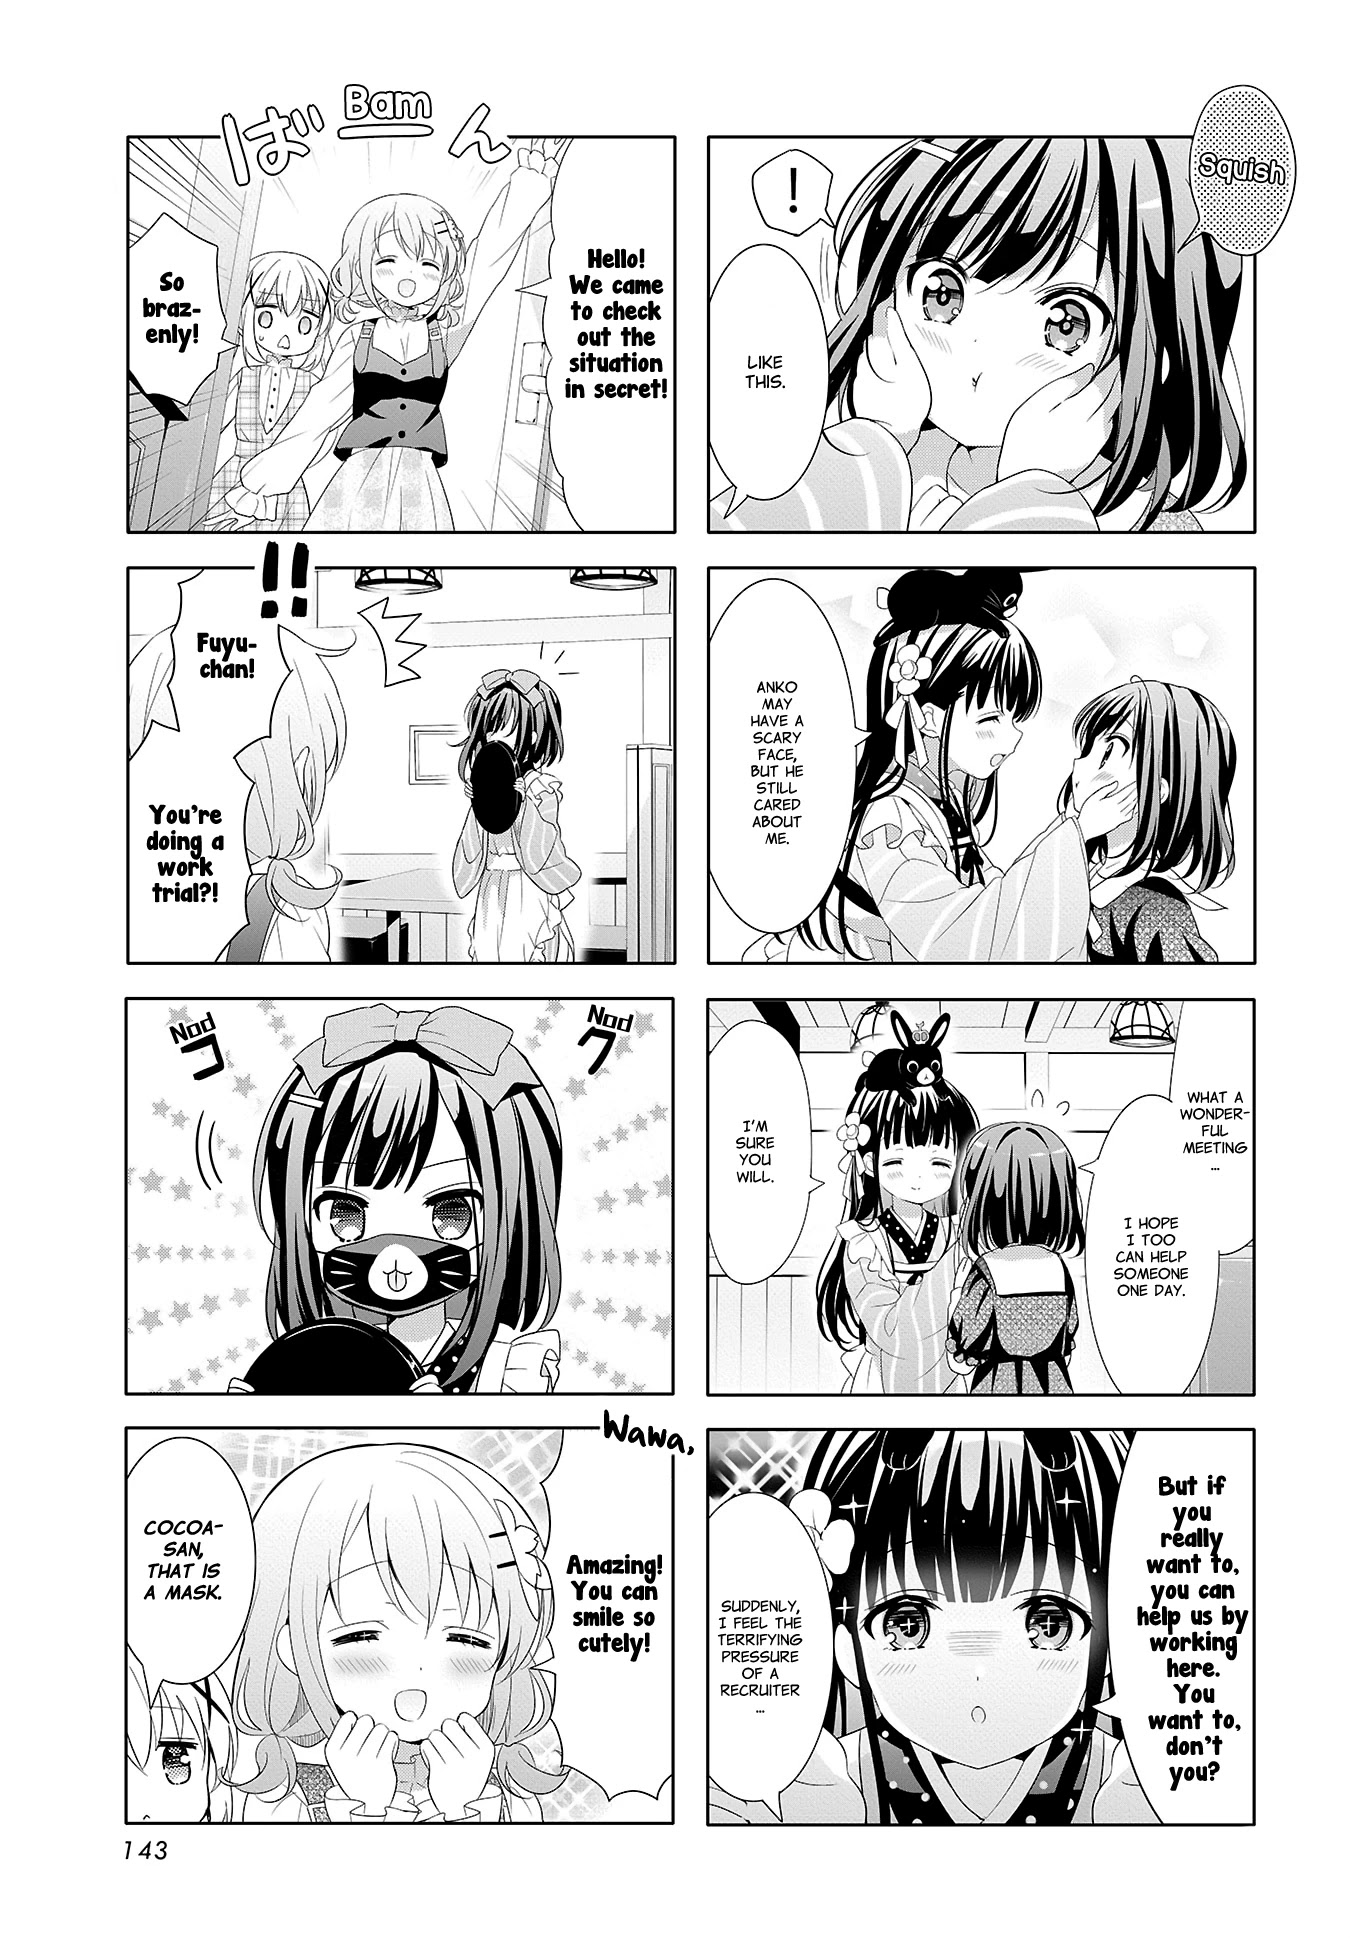 Squish
!
LIKE
THIS.
ANKO
MAY
HAVE A
SCARY
FACE,
BUT HE
STILL
CARED
ABOUT
ME.
WHAT A
WONDER-
FUL
MEETING
...
I HOPE
I TOO
CAN HELP
SOMEONE
ONE DAY.
I'M
SURE
YOU
WILL.
But if
you
really
want to,
you can
help us by
working
here.
You
want to,
don't
you?
SUDDENLY,
I FEEL THE
TERRIFYING
PRESSURE
OF A
RECRUITER
...
ばん
Bam
Hello!
We came
to check
out the
situation
in secret!
So
braz-
enly!
!!
Fuyu-
chan!
You're
doing a
work
trial?!
Nod
ク
Nod
コ
Wawa,
Amazing!
You can
smile so
cutely!
COCOA-
SAN,
THAT IS
A MASK.
143